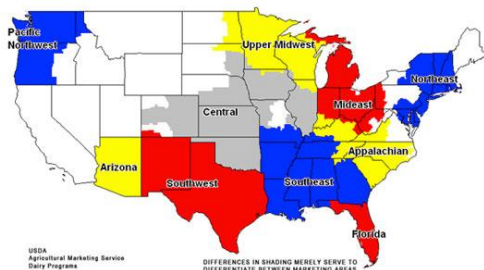 Pacific
Northwest
Upper Midwest
Northeast
Mideast
Central
Appalachian
Arizona
Southwest
Southeast
Florida
USDA
Agricultural Marketing Service
Dairy Programs
DIFFERENCES IN SHADING MERELY SERVE TO
DIFFERENTIATE BETWEEN MARKETING AREAS